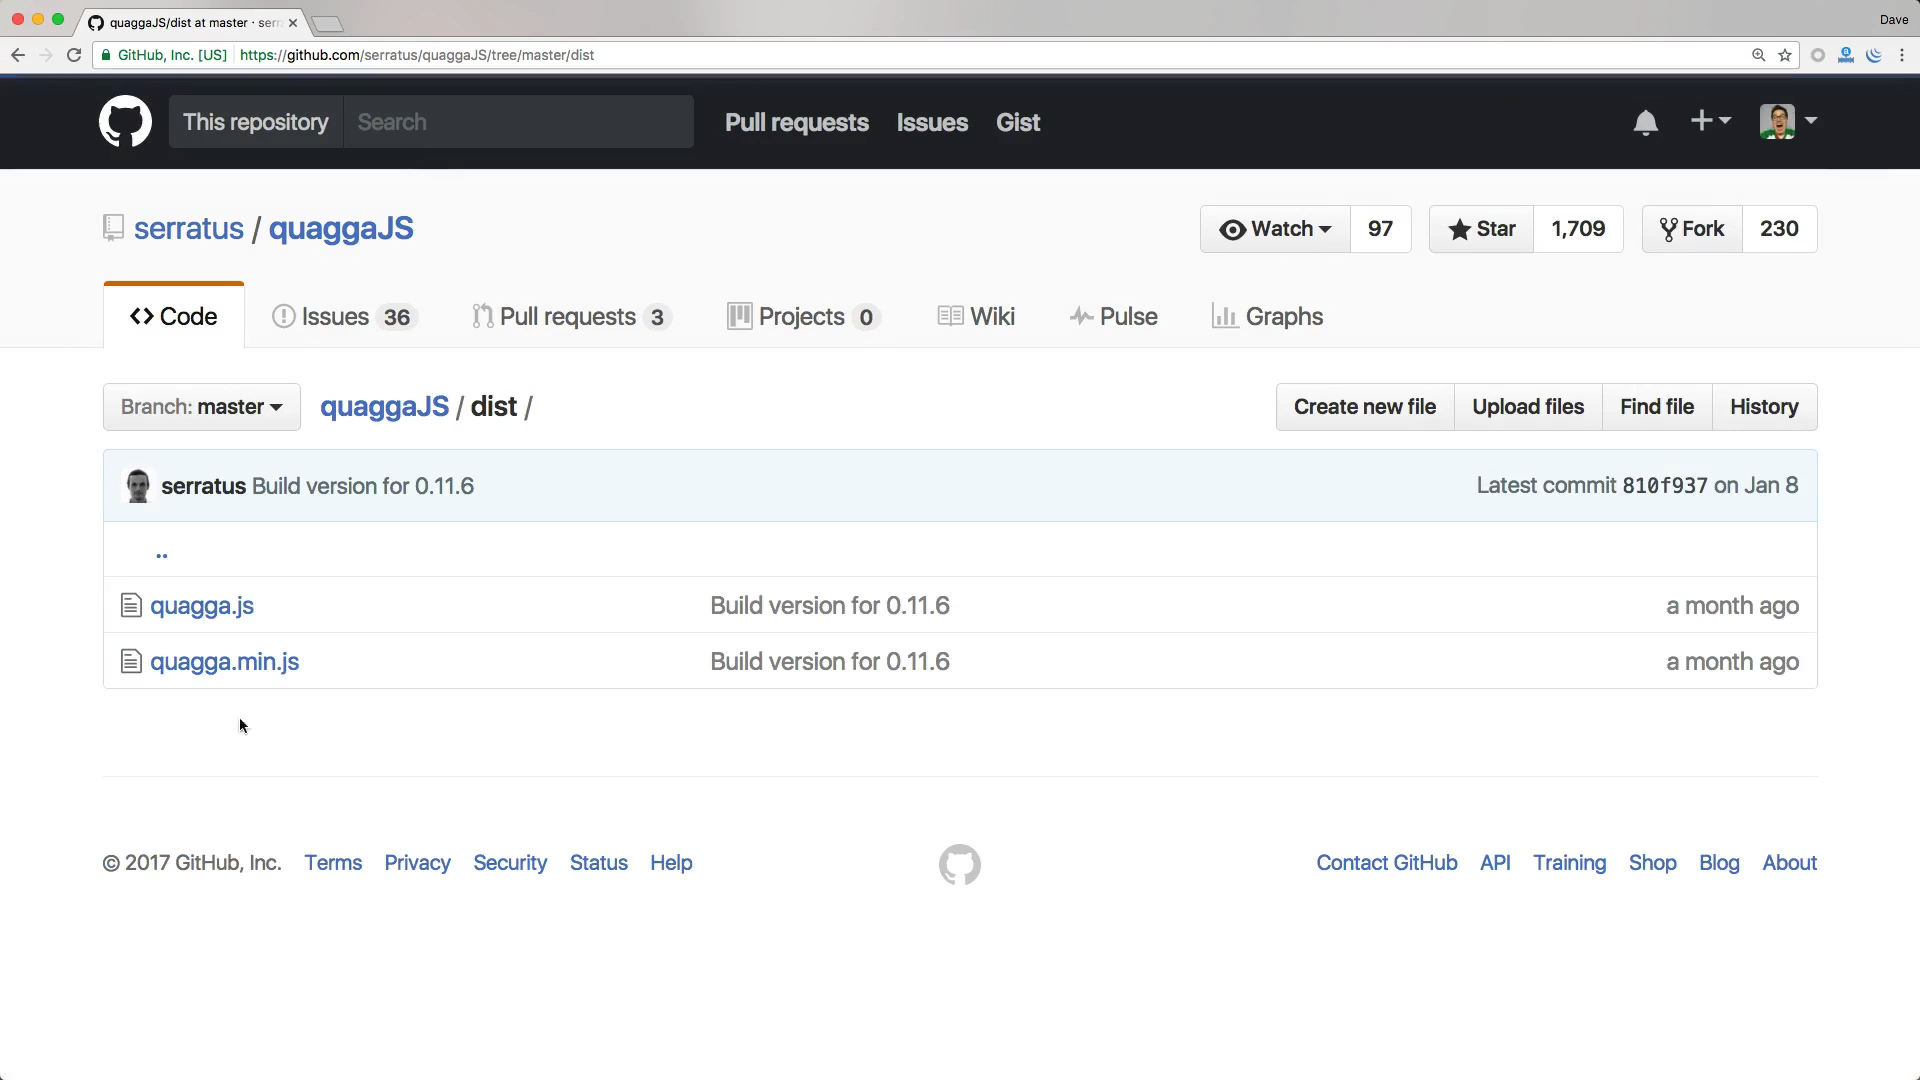 quaggaJS/dist at master · serr
Dave
GitHub, Inc. [US] https://github.com/serratus/quaggaJS/tree/master/dist
This repository Search Pull requests Issues Gist
serratus / quaggaJS
Watch 97 Star 1,709 Fork 230
Code Issues 36 Pull requests 3 Projects 0 Wiki Pulse Graphs
Branch: master quaggaJS / dist / Create new file Upload files Find file History
serratus Build version for 0.11.6 Latest commit 810f937 on Jan 8
..
quagga.js Build version for 0.11.6 a month ago
quagga.min.js Build version for 0.11.6 a month ago
© 2017 GitHub, Inc. Terms Privacy Security Status Help Contact GitHub API Training Shop Blog About